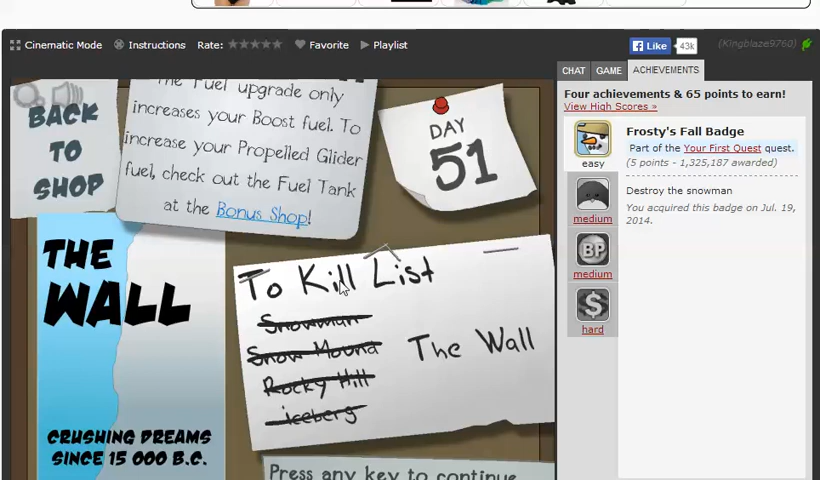 Cinematic Mode
Instructions
Rate:
Favorite
Playlist
Like
43k
(Kingblaze9760)
CHAT
GAME
ACHIEVEMENTS
BACK
TO
SHOP
The Fuel upgrade only
increases your Boost fuel. To
increase your Propelled Glider
fuel, check out the Fuel Tank
at the Bonus Shop!
DAY
51
THE
WALL
CRUSHING DREAMS
SINCE 15 000 B.C.
To Kill List
Snowman
Snow Mound
Rocky Hill
iceberg
The Wall
Press any key to continue
Four achievements & 65 points to earn!
View High Scores »
easy
medium
BP
medium
$
hard
Frosty's Fall Badge
Part of the Your First Quest quest.
(5 points - 1,325,187 awarded)
Destroy the snowman
You acquired this badge on Jul. 19,
2014.